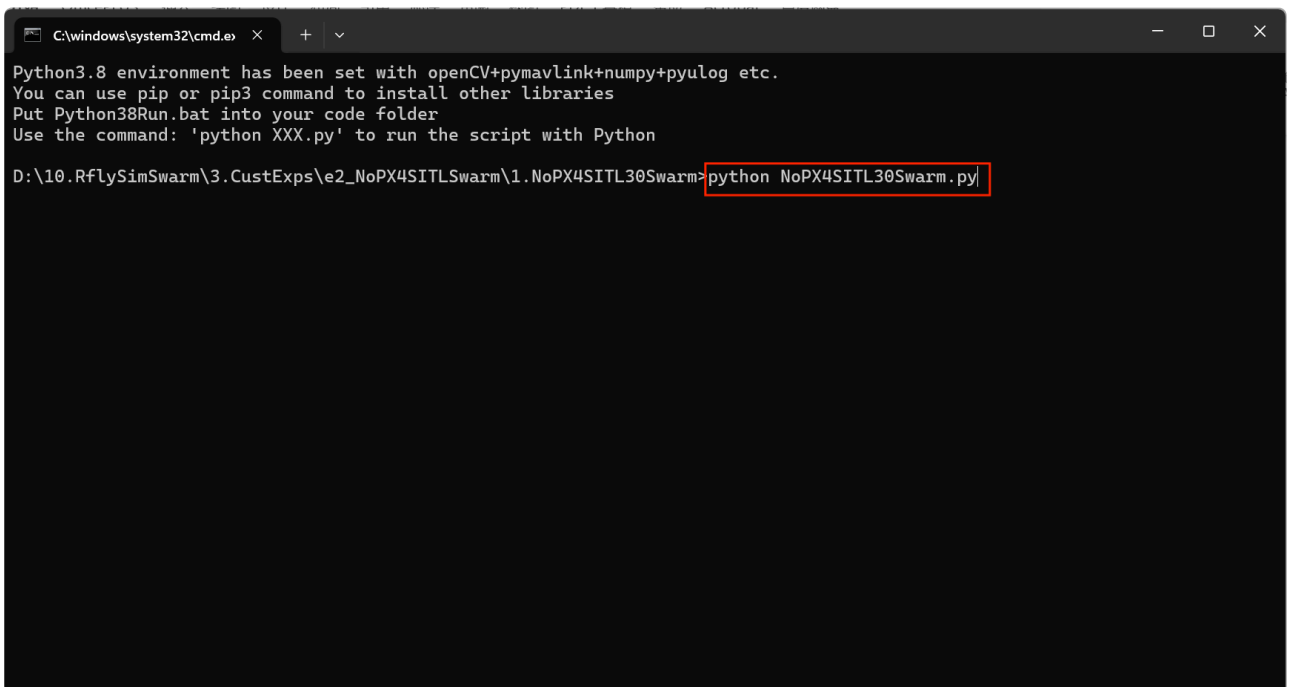 C:\windows\system32\cmd.ex
Python3.8 environment has been set with openCV+pymavlink+numpy+pyulog etc.
You can use pip or pip3 command to install other libraries
Put Python38Run.bat into your code folder
Use the command: 'python XXX.py' to run the script with Python
D:\10.RflySimSwarm\3.CustExps\e2_NoPX4SITLSwarm\1.NoPX4SITL30Swarm>python NoPX4SITL30Swarm.py